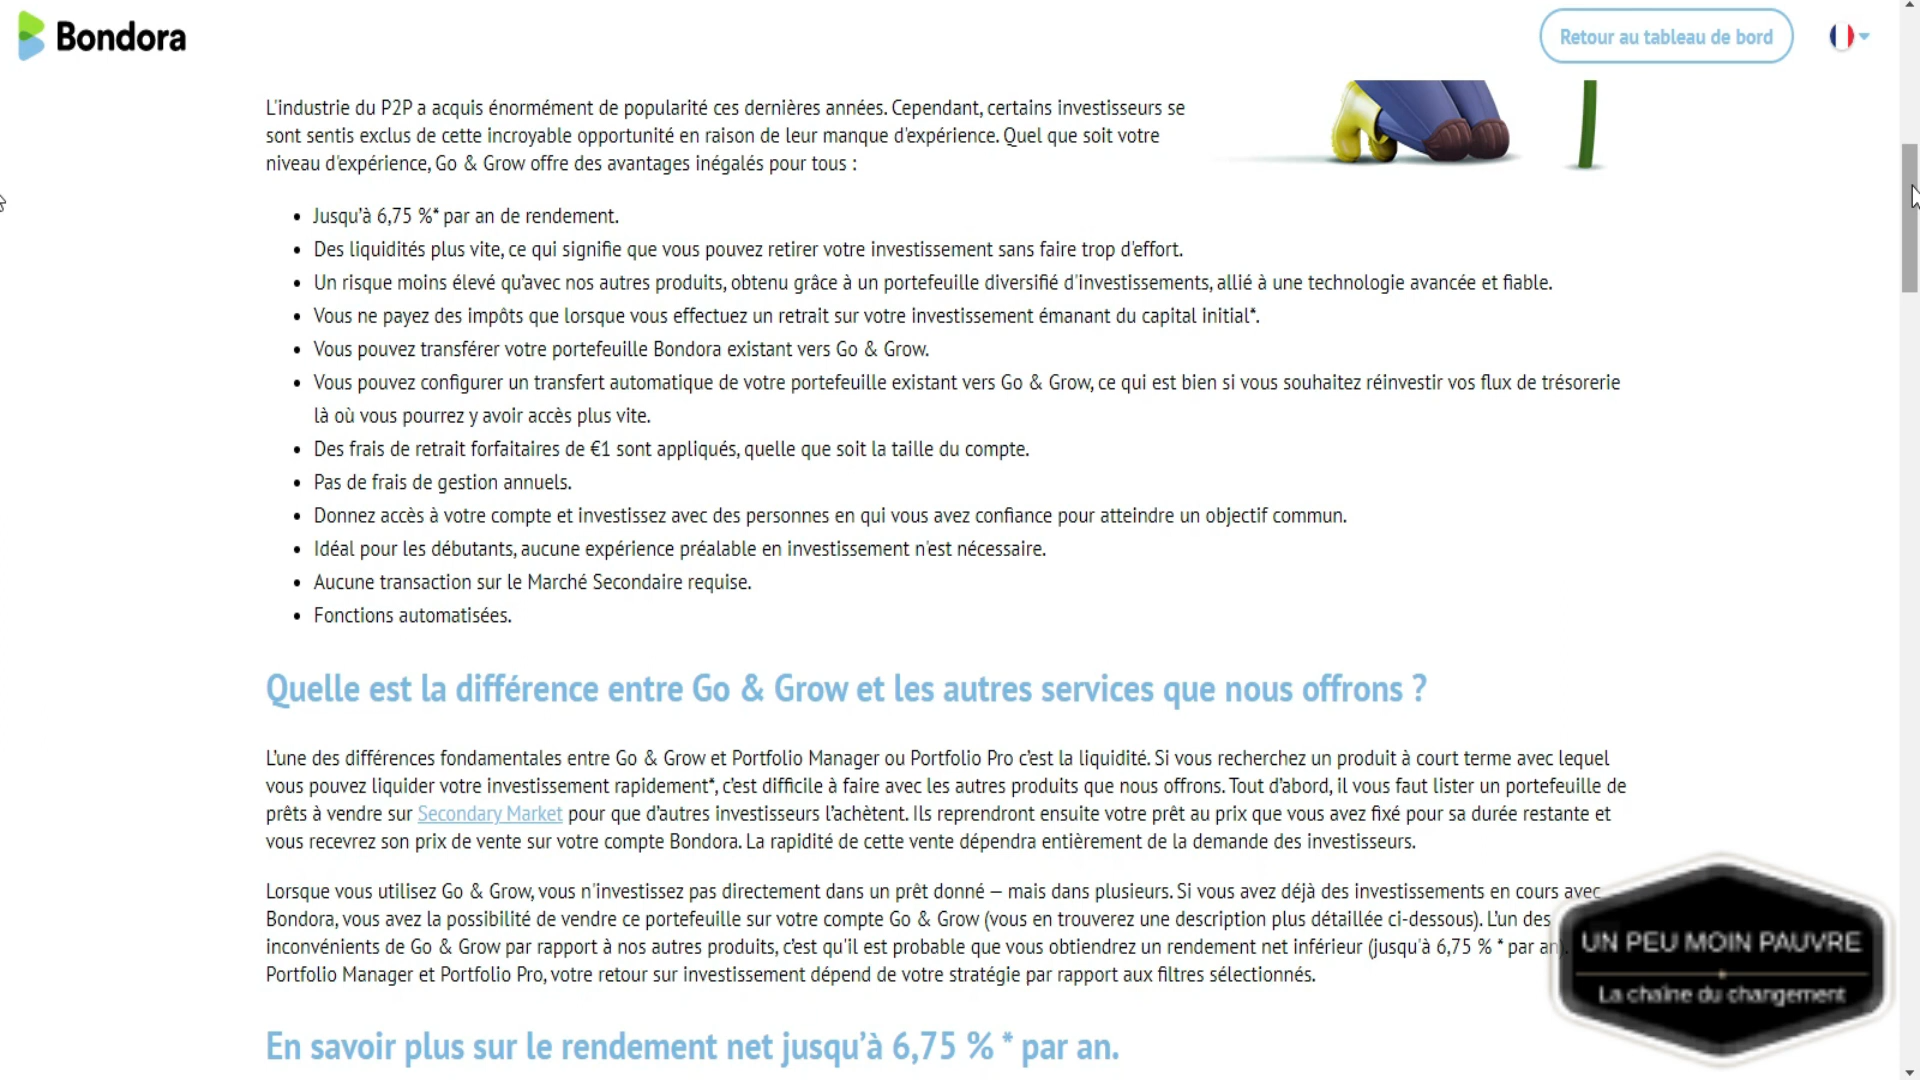 Bondora
Retour au tableau de bord
L'industrie du P2P a acquis énormément de popularité ces dernières années. Cependant, certains investisseurs se
sont sentis exclus de cette incroyable opportunité en raison de leur manque d'expérience. Quel que soit votre
niveau d'expérience, Go & Grow offre des avantages inégalés pour tous :
• Jusqu'à 6,75 %* par an de rendement.
• Des liquidités plus vite, ce qui signifie que vous pouvez retirer votre investissement sans faire trop d'effort.
• Un risque moins élevé qu'avec nos autres produits, obtenu grâce à un portefeuille diversifié d'investissements, allié à une technologie avancée et fiable.
• Vous ne payez des impôts que lorsque vous effectuez un retrait sur votre investissement émanant du capital initial*.
• Vous pouvez transférer votre portefeuille Bondora existant vers Go & Grow.
• Vous pouvez configurer un transfert automatique de votre portefeuille existant vers Go & Grow, ce qui est bien si vous souhaitez réinvestir vos flux de trésorerie
là où vous pourrez y avoir accès plus vite.
• Des frais de retrait forfaitaires de €1 sont appliqués, quelle que soit la taille du compte.
• Pas de frais de gestion annuels.
• Donnez accès à votre compte et investissez avec des personnes en qui vous avez confiance pour atteindre un objectif commun.
• Idéal pour les débutants, aucune expérience préalable en investissement n'est nécessaire.
• Aucune transaction sur le Marché Secondaire requise.
• Fonctions automatisées.
Quelle est la différence entre Go & Grow et les autres services que nous offrons ?
L'une des différences fondamentales entre Go & Grow et Portfolio Manager ou Portfolio Pro c'est la liquidité. Si vous recherchez un produit à court terme avec lequel
vous pouvez liquider votre investissement rapidement*, c'est difficile à faire avec les autres produits que nous offrons. Tout d'abord, il vous faut lister un portefeuille de
prêts à vendre sur Secondary Market pour que d'autres investisseurs l'achètent. Ils reprendront ensuite votre prêt au prix que vous avez fixé pour sa durée restante et
vous recevrez son prix de vente sur votre compte Bondora. La rapidité de cette vente dépendra entièrement de la demande des investisseurs.
Lorsque vous utilisez Go & Grow, vous n'investissez pas directement dans un prêt donné – mais dans plusieurs. Si vous avez déjà des investissements en cours avec
Bondora, vous avez la possibilité de vendre ce portefeuille sur votre compte Go & Grow (vous en trouverez une description plus détaillée ci-dessous). L'un des
inconvénients de Go & Grow par rapport à nos autres produits, c'est qu'il est probable que vous obtiendrez un rendement net inférieur (jusqu'à 6,75 % * par an).
Portfolio Manager et Portfolio Pro, votre retour sur investissement dépend de votre stratégie par rapport aux filtres sélectionnés.
UN PEU MOIN PAUVRE
La chaîne du changement
En savoir plus sur le rendement net jusqu'à 6,75 % * par an.